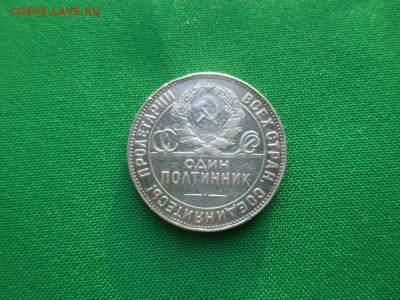 COINS.LAVE.RU
ПРОЛЕТАРИИ ВСЕХ СТРАН, СОЕДИНЯЙТЕСЬ!
ОДИН
ПОЛТИННИК